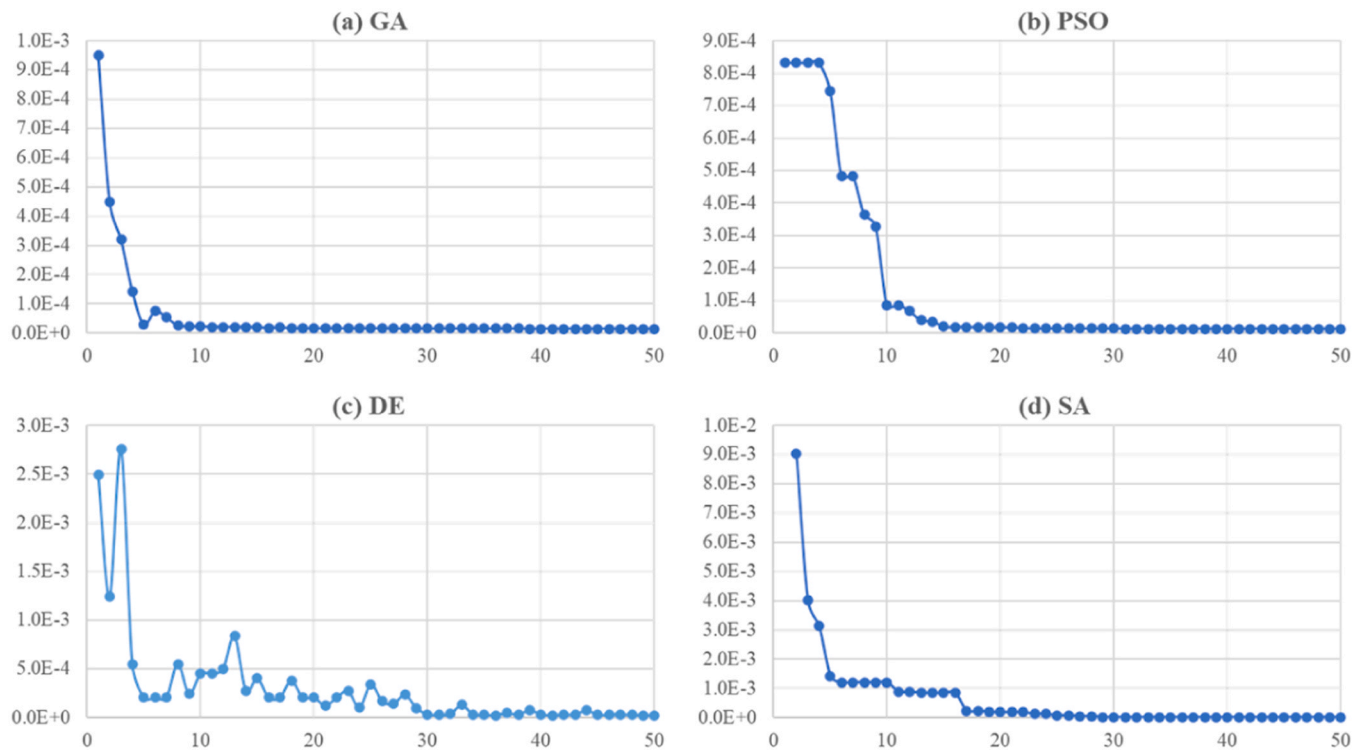 (a) GA
1.0E-3
9.0E-4
8.0E-4
7.0E-4
6.0E-4
5.0E-4
4.0E-4
3.0E-4
2.0E-4
1.0E-4
0.0E+0
0 10 20 30 40 50
(b) PSO
9.0E-4
8.0E-4
7.0E-4
6.0E-4
5.0E-4
4.0E-4
3.0E-4
2.0E-4
1.0E-4
0.0E+0
0 10 20 30 40 50
(c) DE
3.0E-3
2.5E-3
2.0E-3
1.5E-3
1.0E-3
5.0E-4
0.0E+0
0 10 20 30 40 50
(d) SA
1.0E-2
9.0E-3
8.0E-3
7.0E-3
6.0E-3
5.0E-3
4.0E-3
3.0E-3
2.0E-3
1.0E-3
0.0E+0
0 10 20 30 40 50